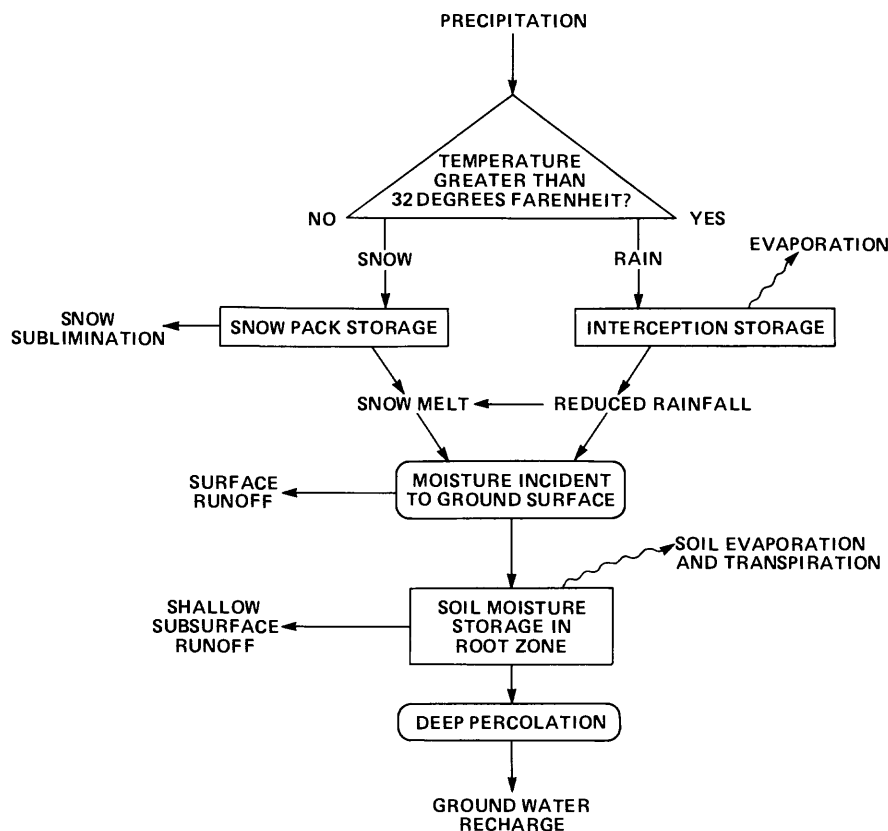 PRECIPITATION
TEMPERATURE
GREATER THAN
32 DEGREES FARENHEIT?
NO
YES
SNOW
RAIN
EVAPORATION
SNOW
SUBLIMINATION
SNOW PACK STORAGE
INTERCEPTION STORAGE
SNOW MELT
REDUCED RAINFALL
SURFACE
RUNOFF
MOISTURE INCIDENT
TO GROUND SURFACE
SOIL EVAPORATION
AND TRANSPIRATION
SHALLOW
SUBSURFACE
RUNOFF
SOIL MOISTURE
STORAGE IN
ROOT ZONE
DEEP PERCOLATION
GROUND WATER
RECHARGE